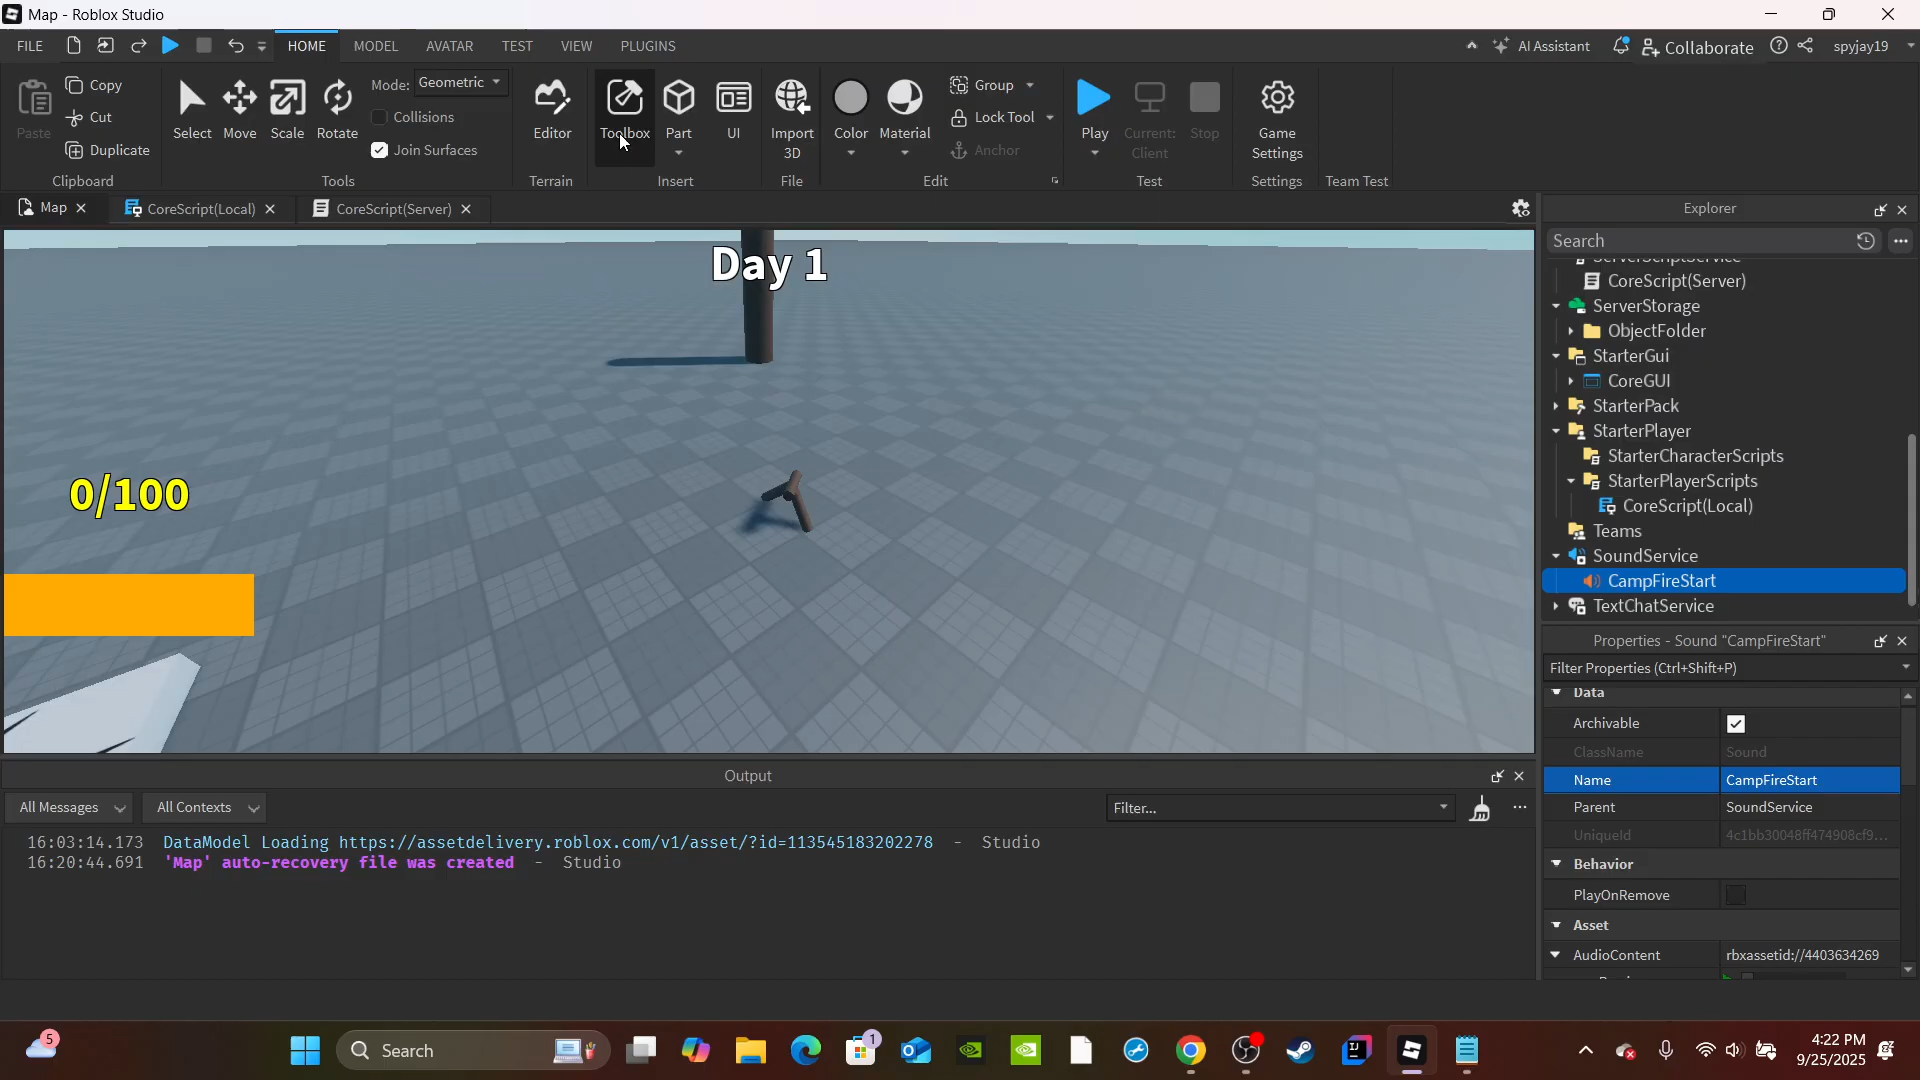 Map - Roblox Studio
FILE HOME MODEL AVATAR TEST VIEW PLUGINS AI Assistant Collaborate spyjay19
Paste Copy Cut Duplicate Clipboard
Select Move Scale Rotate Mode: Geometric Collisions Join Surfaces Tools
Editor Terrain
Toolbox Part UI Insert
Import 3D File
Color Material Group Lock Tool Anchor Edit
Play Current: Client Stop Test
Game Settings Settings Team Test
Map CoreScript(Local) CoreScript(Server)
Day 1
0/100
Explorer
Search
ServerScriptService
CoreScript(Server)
ServerStorage
ObjectFolder
StarterGui
CoreGUI
StarterPack
StarterPlayer
StarterCharacterScripts
StarterPlayerScripts
CoreScript(Local)
Teams
SoundService
CampFireStart
TextChatService
Properties - Sound "CampFireStart"
Filter Properties (Ctrl+Shift+P)
Data
Archivable
ClassName Sound
Name CampFireStart
Parent SoundService
UniqueId 4c1bb30048ff474908cf9...
Behavior
PlayOnRemove
Asset
AudioContent rbxassetid://4403634269
Output
All Messages All Contexts Filter...
16:03:14.173 DataModel Loading https://assetdelivery.roblox.com/v1/asset/?id=113545183202278 - Studio
16:20:44.691 'Map' auto-recovery file was created - Studio
5 Search 1 4:22 PM
9/25/2025